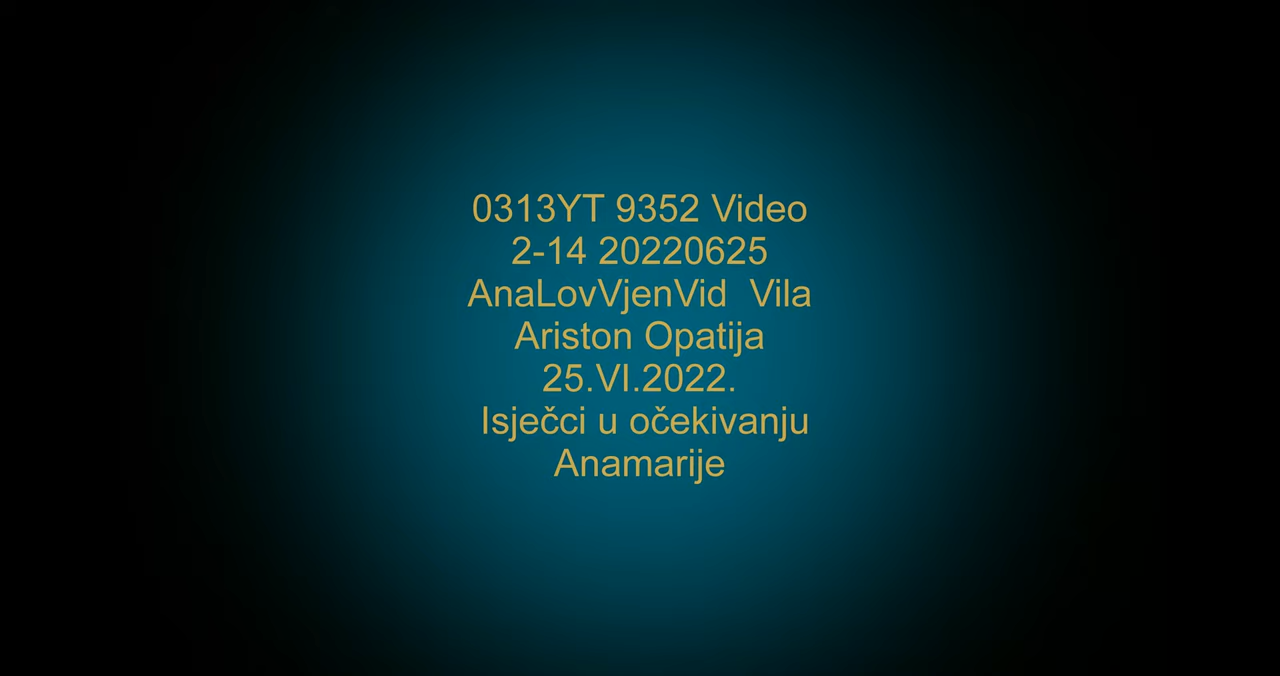 0313YT 9352 Video
2-14 20220625
AnaLovVjenVid  Vila
Ariston Opatija
25.VI.2022.
Isječci u očekivanju
Anamarije